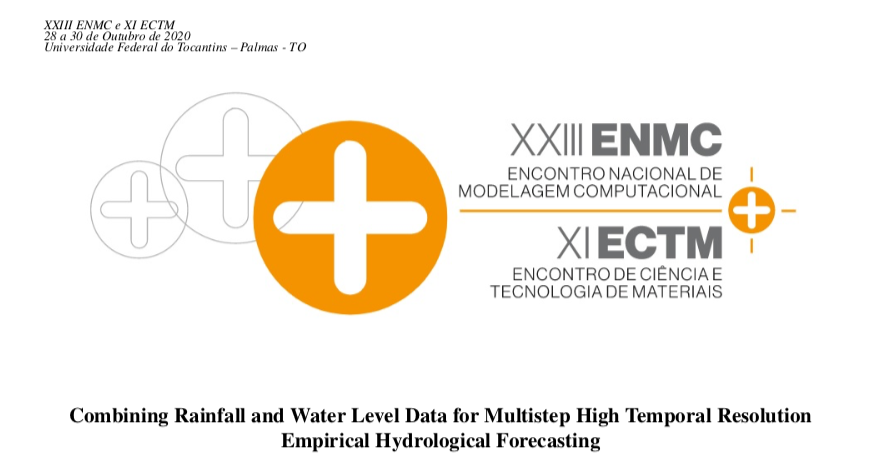 XXIII ENMC e XI ECTM
28 a 30 de Outubro de 2020
Universidade Federal do Tocantins – Palmas - TO
XXIII ENMC
ENCONTRO NACIONAL DE
MODELAGEM COMPUTACIONAL
XI ECTM
ENCONTRO DE CIÊNCIA E
TECNOLOGIA DE MATERIAIS
Combining Rainfall and Water Level Data for Multistep High Temporal Resolution
Empirical Hydrological Forecasting